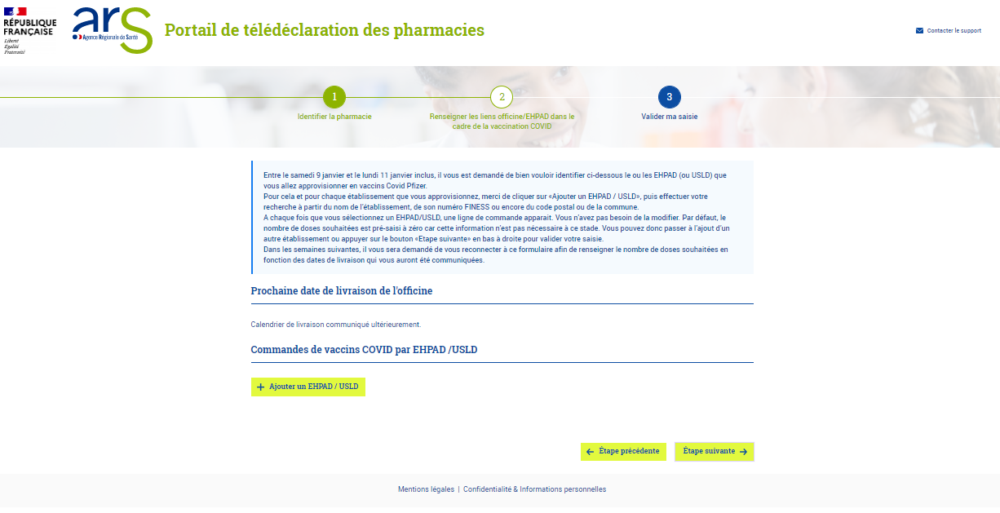 RÉPUBLIQUE
FRANÇAISE
Liberté
Égalité
Fraternité
ars
Agence Régionale de Santé
Portail de télédéclaration des pharmacies
Contacter le support
1
2
3
Identifier la pharmacie
Renseigner les liens officine/EHPAD dans le
cadre de la vaccination COVID
Valider ma saisie
Entre le samedi 9 janvier et le lundi 11 janvier inclus, il vous est demandé de bien vouloir identifier ci-dessous le ou les EHPAD (ou USLD) que
vous allez approvisionner en vaccins Covid Pfizer.
Pour cela et pour chaque établissement que vous approvisionnez, merci de cliquer sur «Ajouter un EHPAD / USLD», puis effectuer votre
recherche à partir du nom de l'établissement, de son numéro FINESS ou encore du code postal ou de la commune.
A chaque fois que vous sélectionnez un EHPAD/USLD, une ligne de commande apparait. Vous n'avez pas besoin de la modifier. Par défaut, le
nombre de doses souhaitées est pré-saisi à zéro car cette information n'est pas nécessaire à ce stade. Vous pouvez donc passer à l'ajout d'un
autre établissement ou appuyer sur le bouton «Etape suivante» en bas à droite pour valider votre saisie.
Dans les semaines suivantes, il vous sera demandé de vous reconnecter à ce formulaire afin de renseigner le nombre de doses souhaitées en
fonction des dates de livraison qui vous auront été communiquées.
Prochaine date de livraison de l'officine
Calendrier de livraison communiqué ultérieurement.
Commandes de vaccins COVID par EHPAD /USLD
+ Ajouter un EHPAD / USLD
← Étape précédente
Étape suivante →
Mentions légales | Confidentialité & Informations personnelles